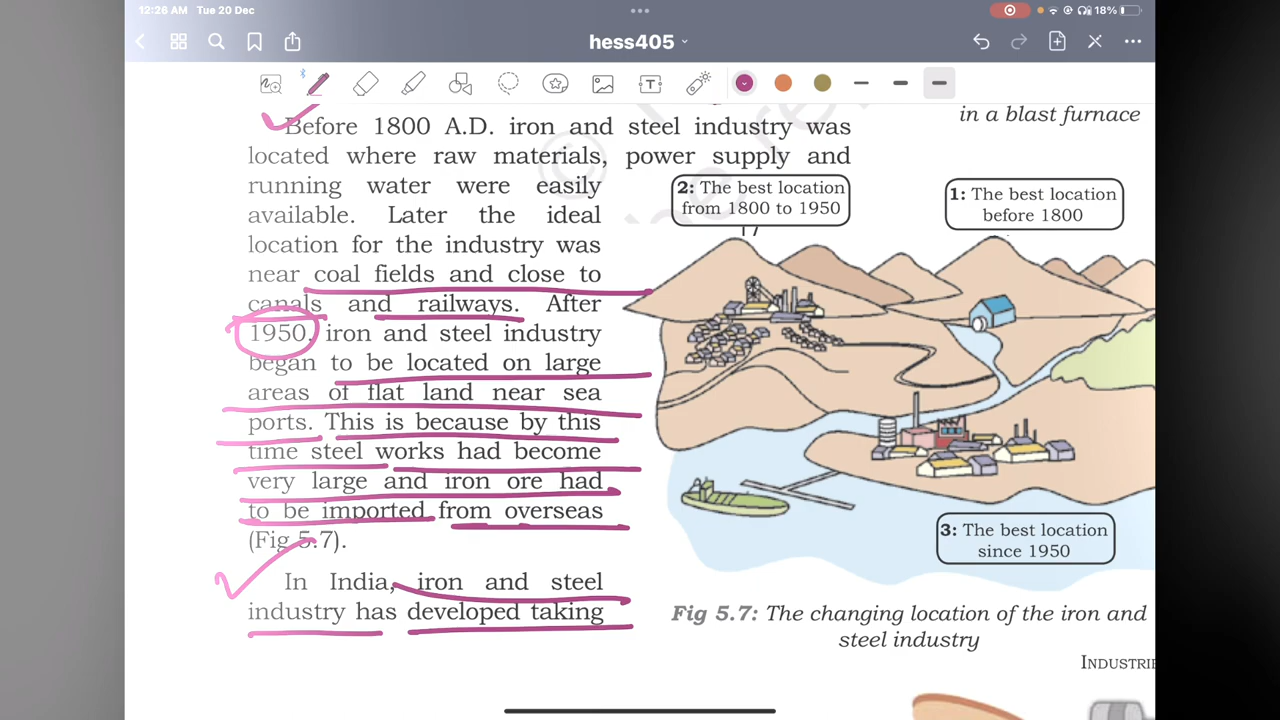 12:26 AM Tue 20 Dec
18%
hess405
in a blast furnace
Before 1800 A.D. iron and steel industry was
located where raw materials, power supply and
running water were easily
available. Later the ideal
location for the industry was
near coal fields and close to
canals and railways. After
1950, iron and steel industry
began to be located on large
areas of flat land near sea
ports. This is because by this
time steel works had become
very large and iron ore had
to be imported from overseas
(Fig 5.7).
In India, iron and steel
industry has developed taking
2: The best location
from 1800 to 1950
1: The best location
before 1800
3: The best location
since 1950
Fig 5.7: The changing location of the iron and
steel industry